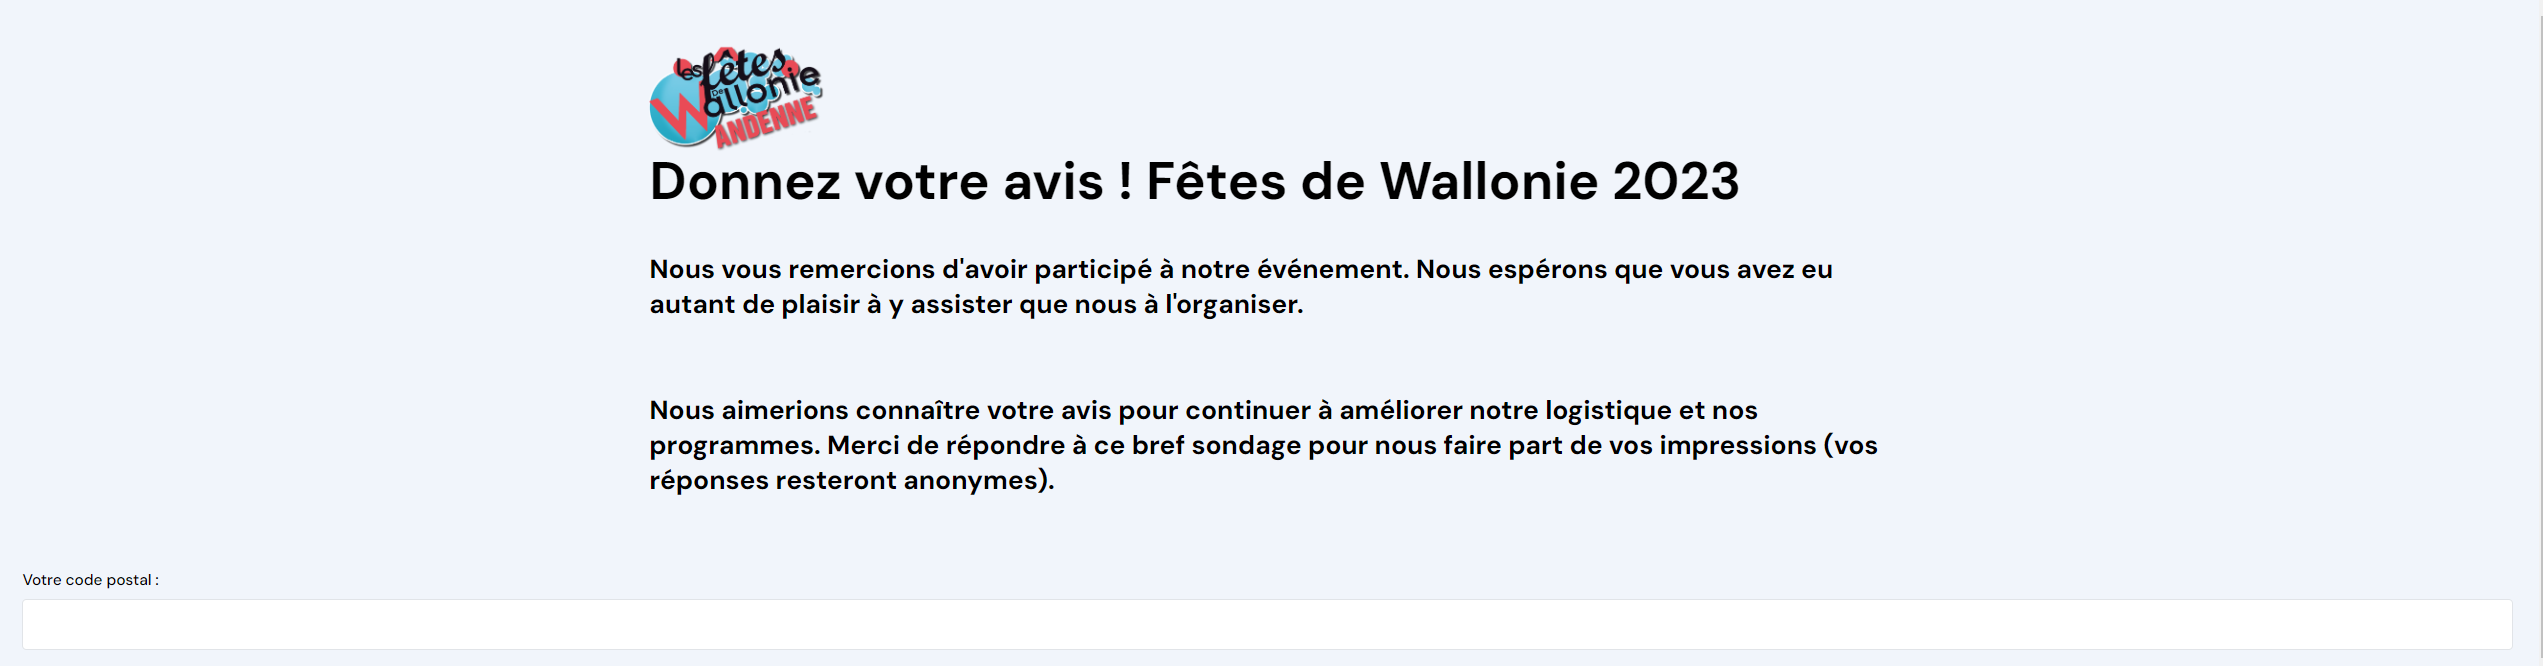 les fêtes
De
Wallonie
ANDENNE
Donnez votre avis ! Fêtes de Wallonie 2023
Nous vous remercions d'avoir participé à notre événement. Nous espérons que vous avez eu
autant de plaisir à y assister que nous à l'organiser.
Nous aimerions connaître votre avis pour continuer à améliorer notre logistique et nos
programmes. Merci de répondre à ce bref sondage pour nous faire part de vos impressions (vos
réponses resteront anonymes).
Votre code postal :